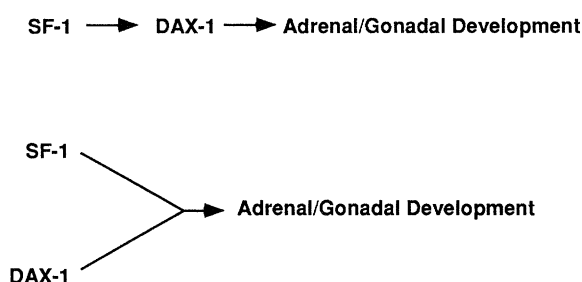 SF-1 DAX-1 Adrenal/Gonadal Development
SF-1
Adrenal/Gonadal Development
DAX-1